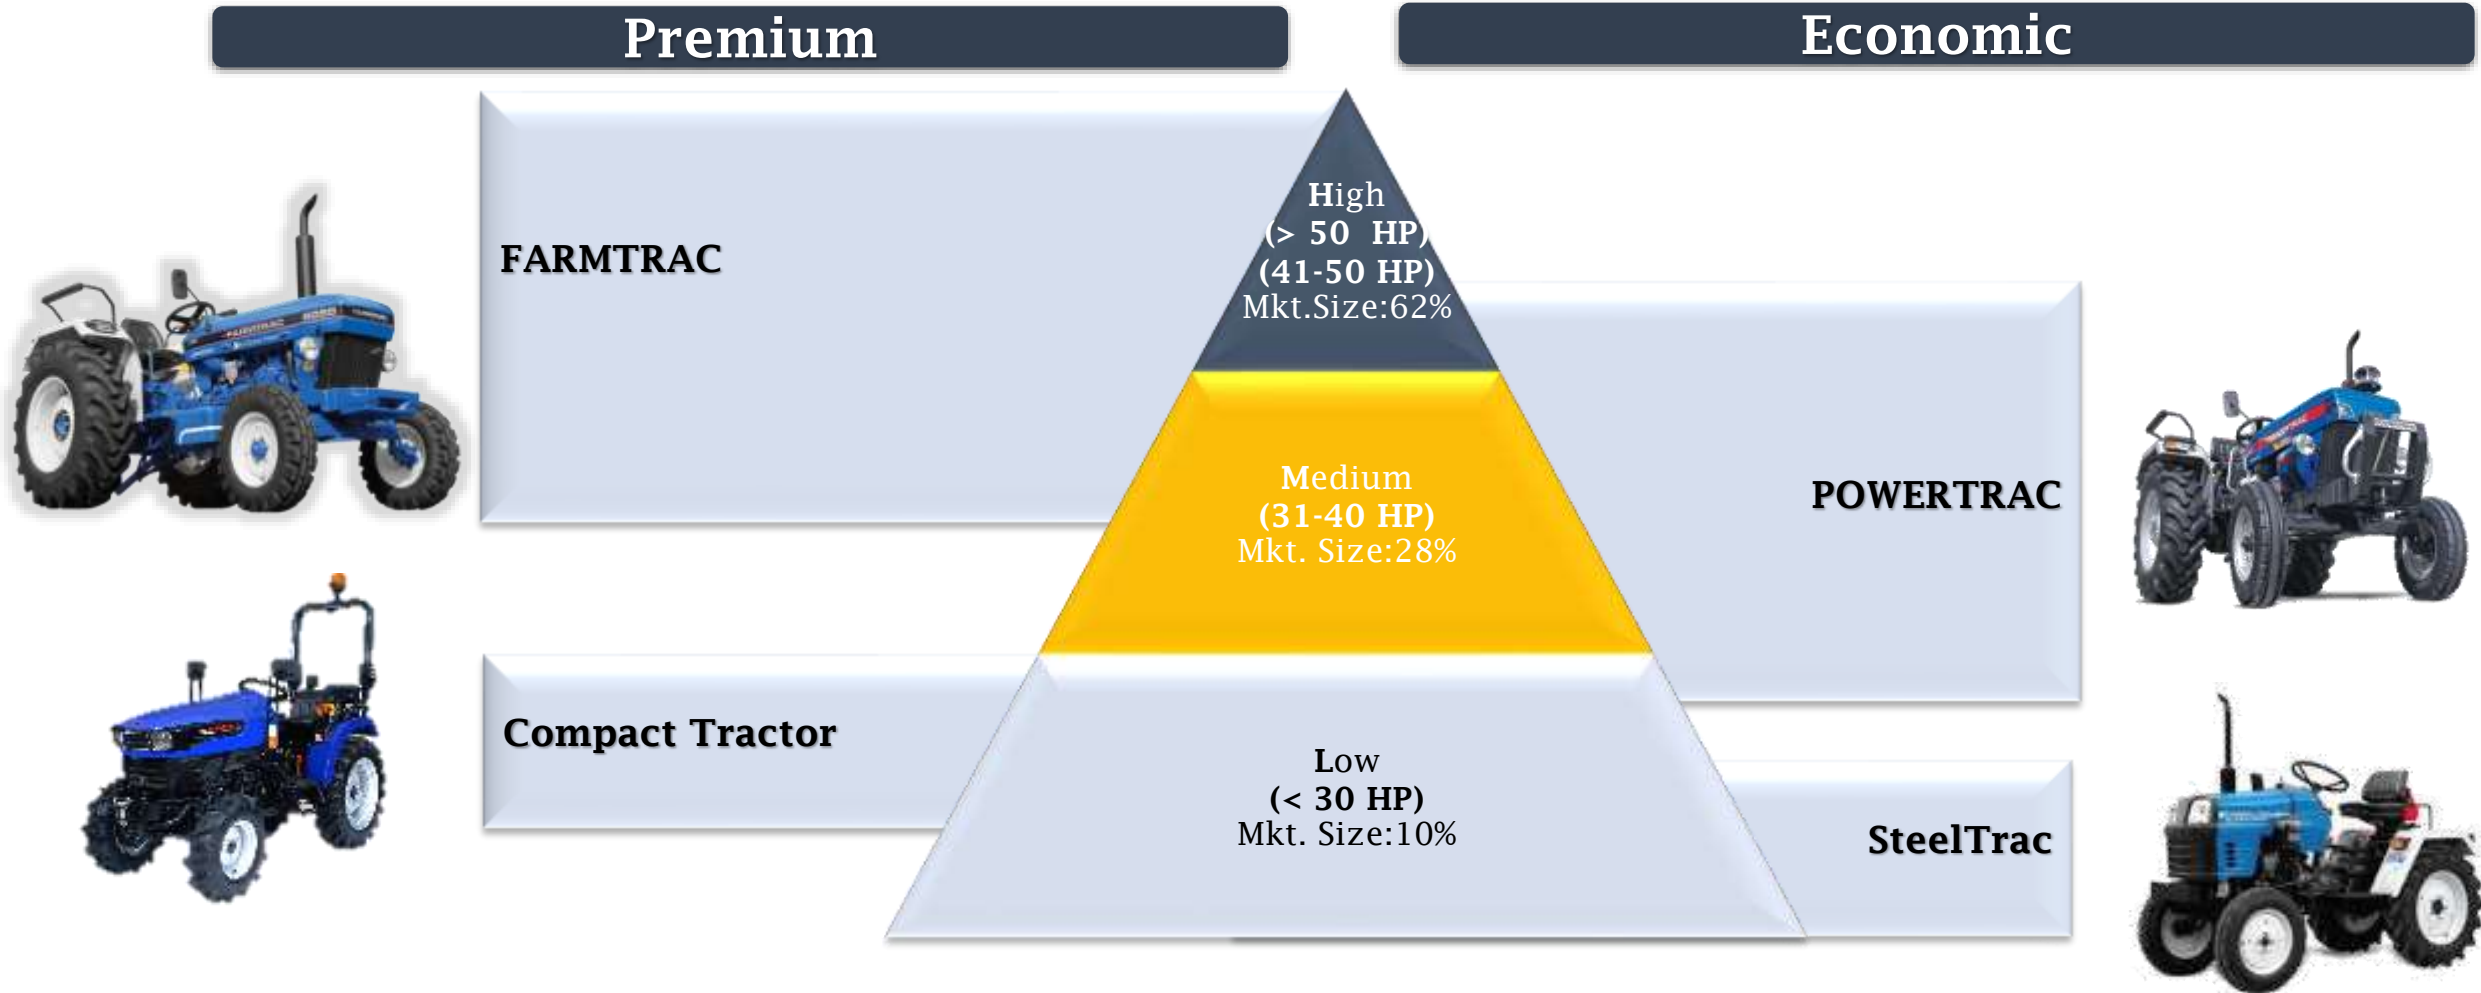 Premium
Economic
High
(> 50 HP)
(41-50 HP)
Mkt.Size:62%
FARMTRAC
Medium
(31-40 HP)
Mkt. Size:28%
POWERTRAC
Compact Tractor
Low
(< 30 HP)
Mkt. Size:10%
SteelTrac
FARMTRAC